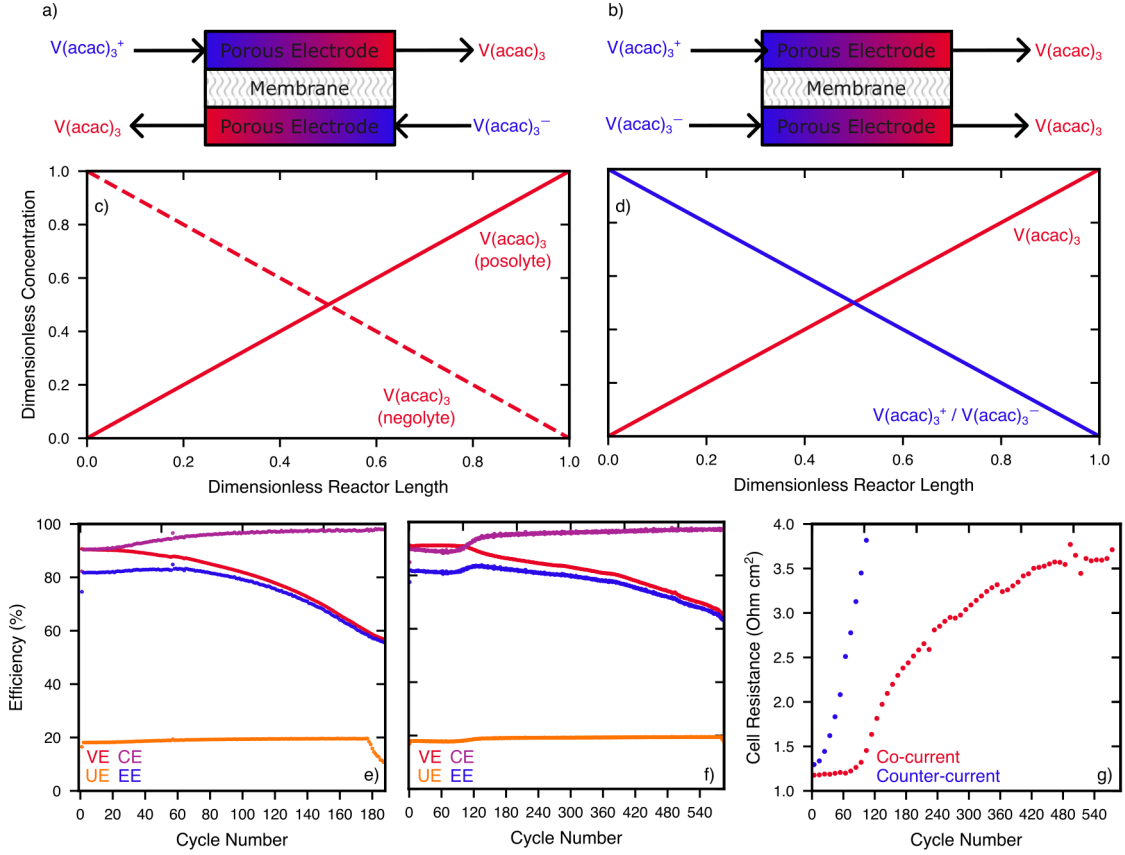 a)
V(acac)₃⁺
Porous Electrode
V(acac)₃
Membrane
V(acac)₃
Porous Electrode
V(acac)₃⁻
b)
V(acac)₃⁺
Porous Electrode
V(acac)₃
Membrane
V(acac)₃⁻
Porous Electrode
V(acac)₃
c)
Dimensionless Concentration
1.0
0.8
0.6
0.4
0.2
0.0
V(acac)₃
(posolyte)
V(acac)₃
(negolyte)
0.0 0.2 0.4 0.6 0.8 1.0
Dimensionless Reactor Length
d)
V(acac)₃
V(acac)₃⁺ / V(acac)₃⁻
0.0 0.2 0.4 0.6 0.8 1.0
Dimensionless Reactor Length
Efficiency (%)
100
80
60
40
20
0
VE CE
UE EE
e)
0 20 40 60 80 100 120 140 160 180
Cycle Number
VE CE
UE EE
f)
0 60 120 180 240 300 360 420 480 540
Cycle Number
Cell Resistance (Ohm cm²)
4.0
3.5
3.0
2.5
2.0
1.5
1.0
Co-current
Counter-current
g)
0 60 120 180 240 300 360 420 480 540
Cycle Number